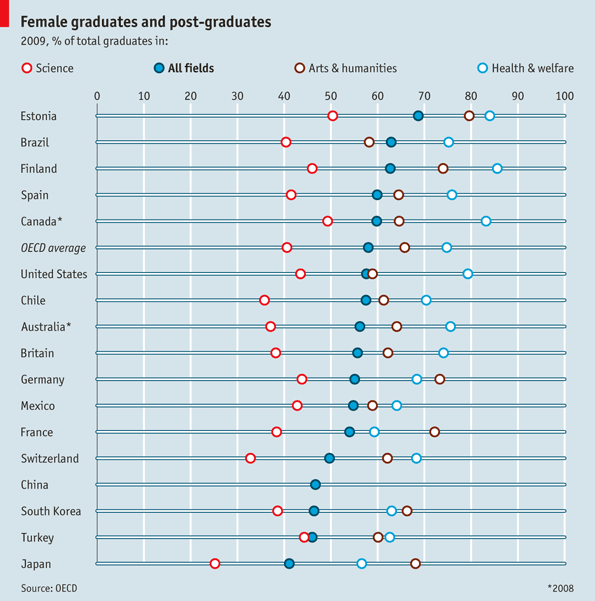 Female graduates and post-graduates
2009, % of total graduates in:
Science All fields Arts & humanities Health & welfare
0 10 20 30 40 50 60 70 80 90 100
Estonia
Brazil
Finland
Spain
Canada*
OECD average
United States
Chile
Australia*
Britain
Germany
Mexico
France
Switzerland
China
South Korea
Turkey
Japan
Source: OECD *2008